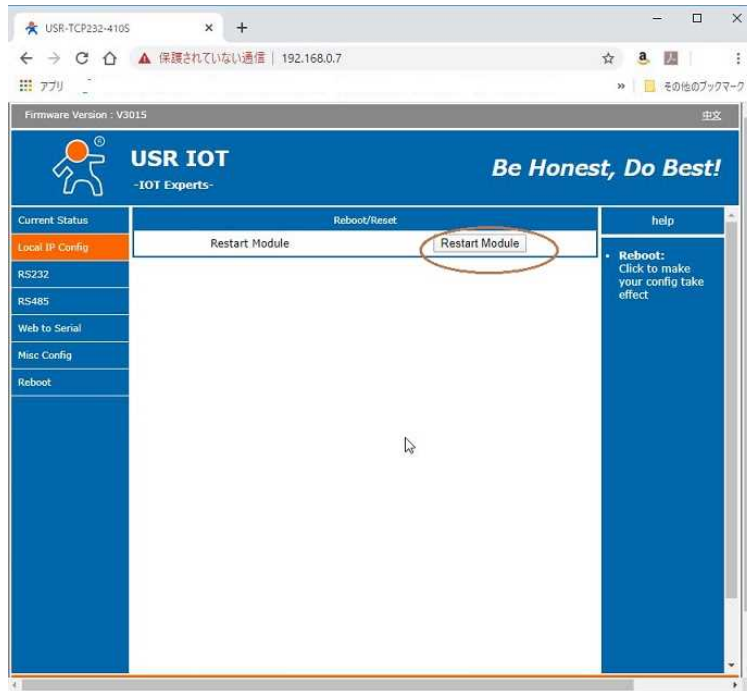 USR-TCP232-410S
保護されていない通信 | 192.168.0.7
アプリ
» その他のブックマーク
Firmware Version : V3015 中文
USR IOT
-IOT Experts-
Be Honest, Do Best!
Current Status
Local IP Config
RS232
RS485
Web to Serial
Misc Config
Reboot
Reboot/Reset
Restart Module Restart Module
help
• Reboot:
Click to make
your config take
effect